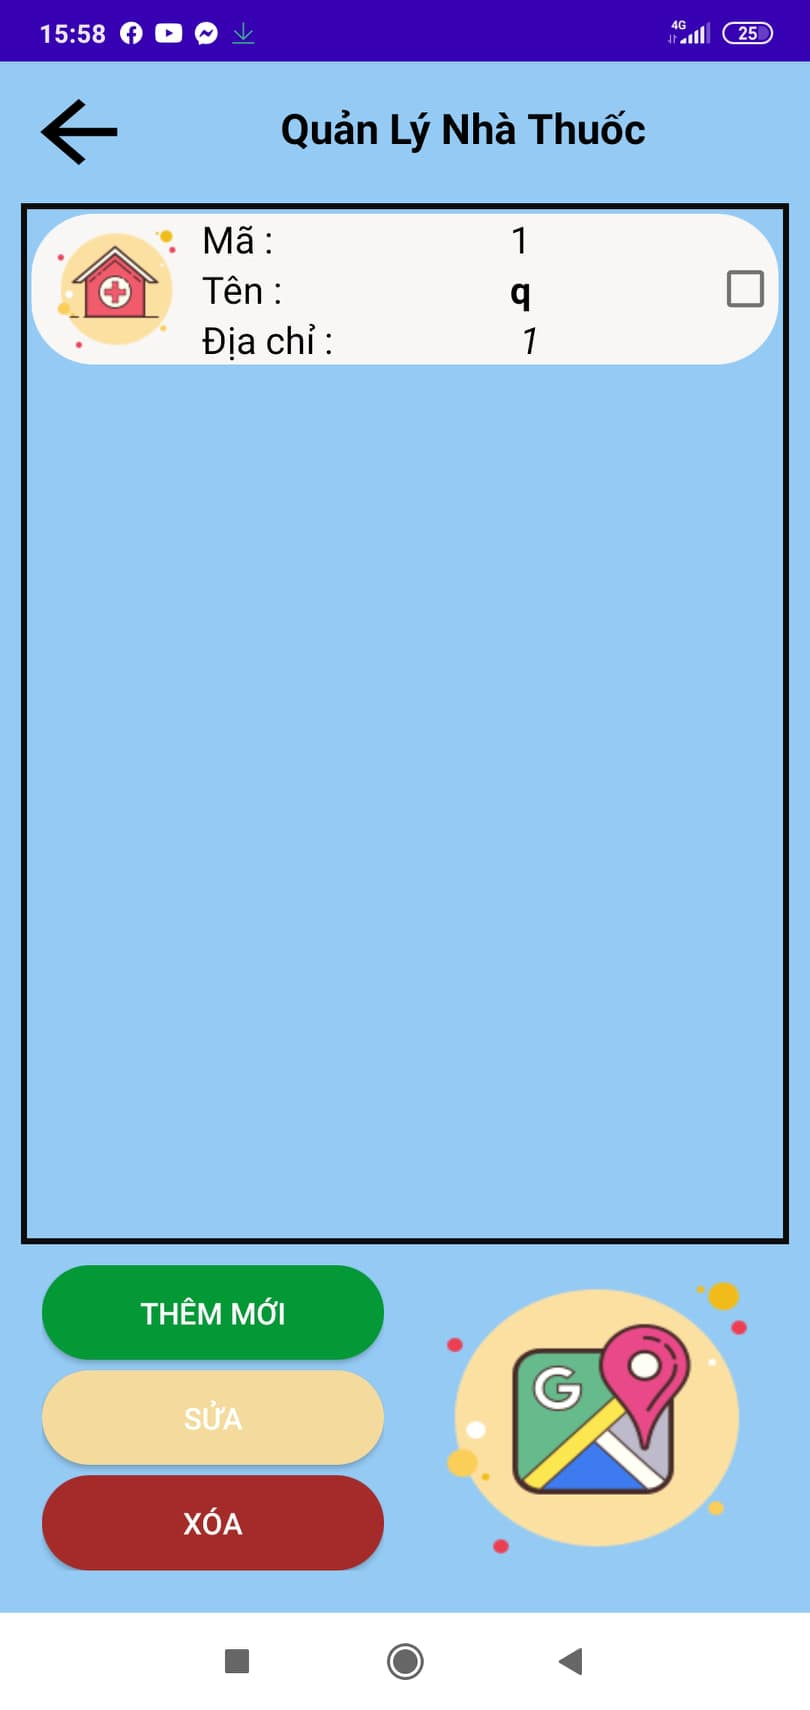 15:58 4G 25
Quản Lý Nhà Thuốc
Mã : 1
Tên : q
Địa chỉ : 1
THÊM MỚI
SỬA
XÓA
G